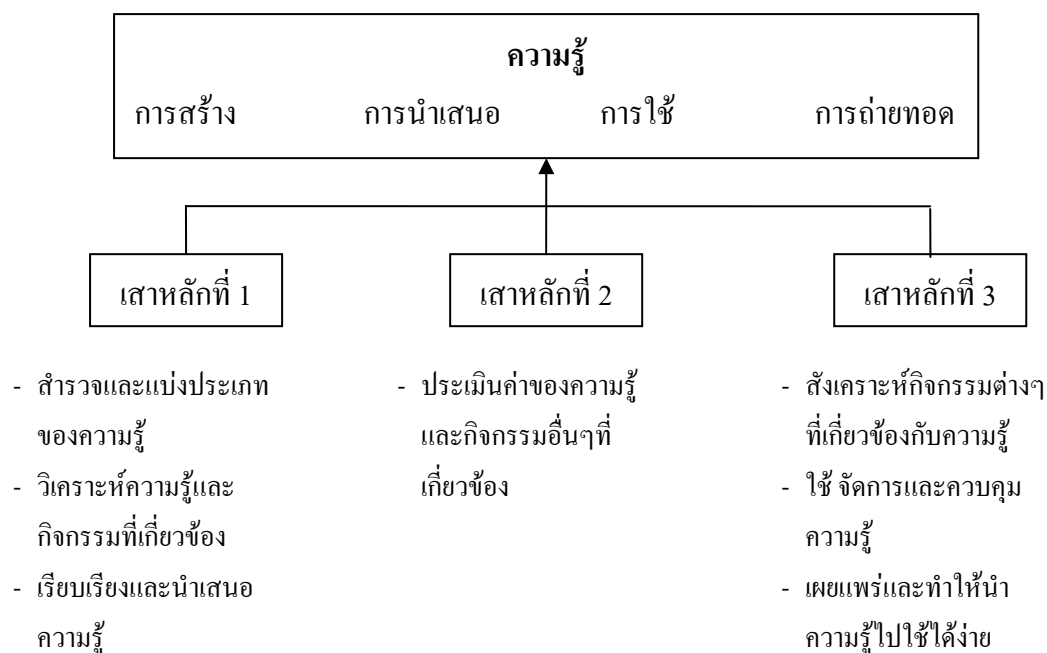 ความรู้
การสร้าง การนำเสนอ การใช้ การถ่ายทอด
เสาหลักที่ 1
เสาหลักที่ 2
เสาหลักที่ 3
- สำรวจและแบ่งประเภท
ของความรู้
- วิเคราะห์ความรู้และ
กิจกรรมที่เกี่ยวข้อง
- เรียบเรียงและนำเสนอ
ความรู้
- ประเมินค่าของความรู้
และกิจกรรมอื่นๆที่
เกี่ยวข้อง
- สังเคราะห์กิจกรรมต่างๆ
ที่เกี่ยวข้องกับความรู้
- ใช้ จัดการและควบคุม
ความรู้
- เผยแพร่และทำให้นำ
ความรู้ไปใช้ได้ง่าย